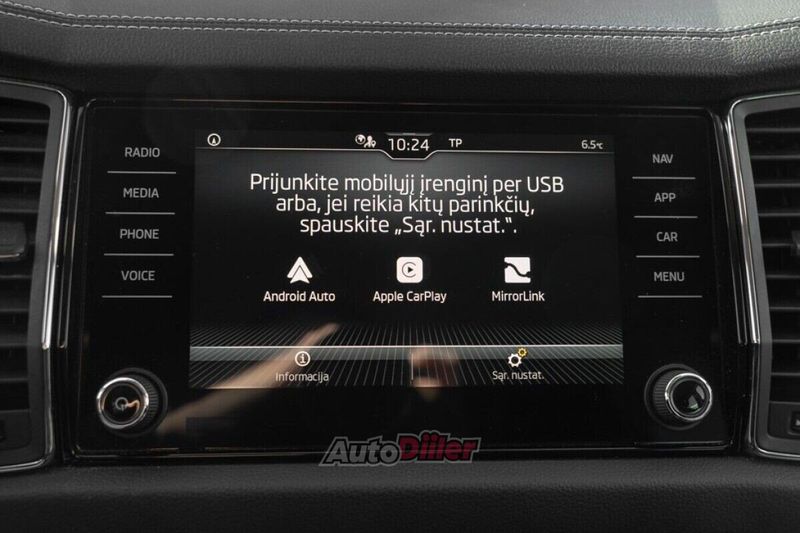 10:24 TP 6.5°C
RADIO
MEDIA
PHONE
VOICE
Prijunkite mobilųjį įrenginį per USB
arba, jei reikia kitų parinkčių,
spauskite „Sąr. nustat.“.
Android Auto Apple CarPlay MirrorLink
Informacija Sąr. nustat.
NAV
APP
CAR
MENU
AutoDiiler